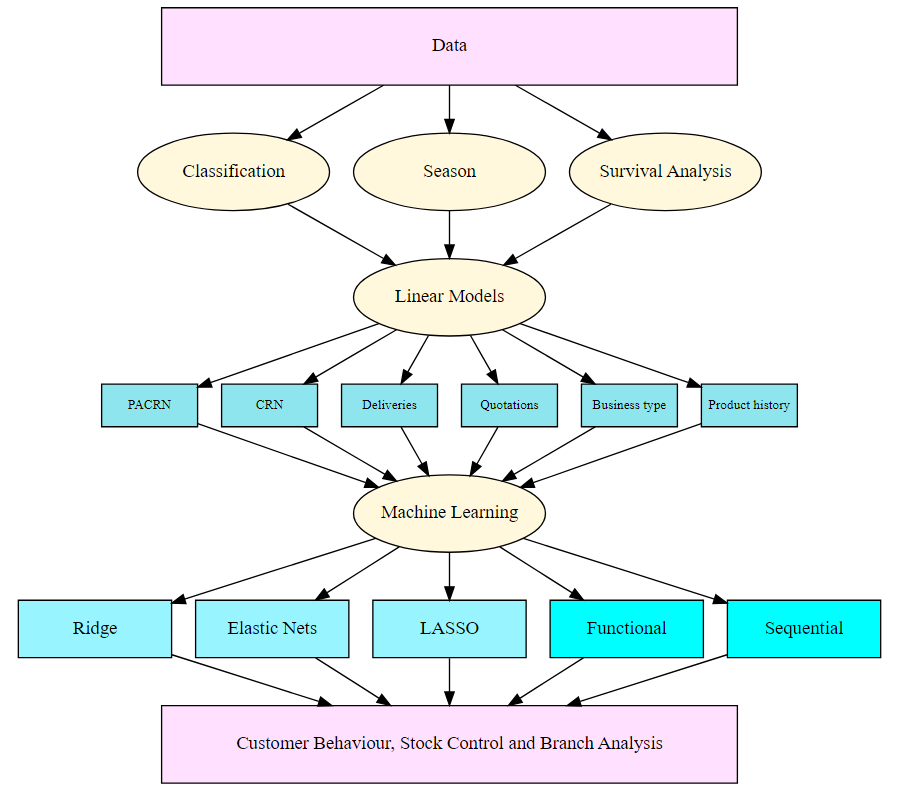 Data
Classification
Season
Survival Analysis
Linear Models
PACRN
CRN
Deliveries
Quotations
Business type
Product history
Machine Learning
Ridge
Elastic Nets
LASSO
Functional
Sequential
Customer Behaviour, Stock Control and Branch Analysis